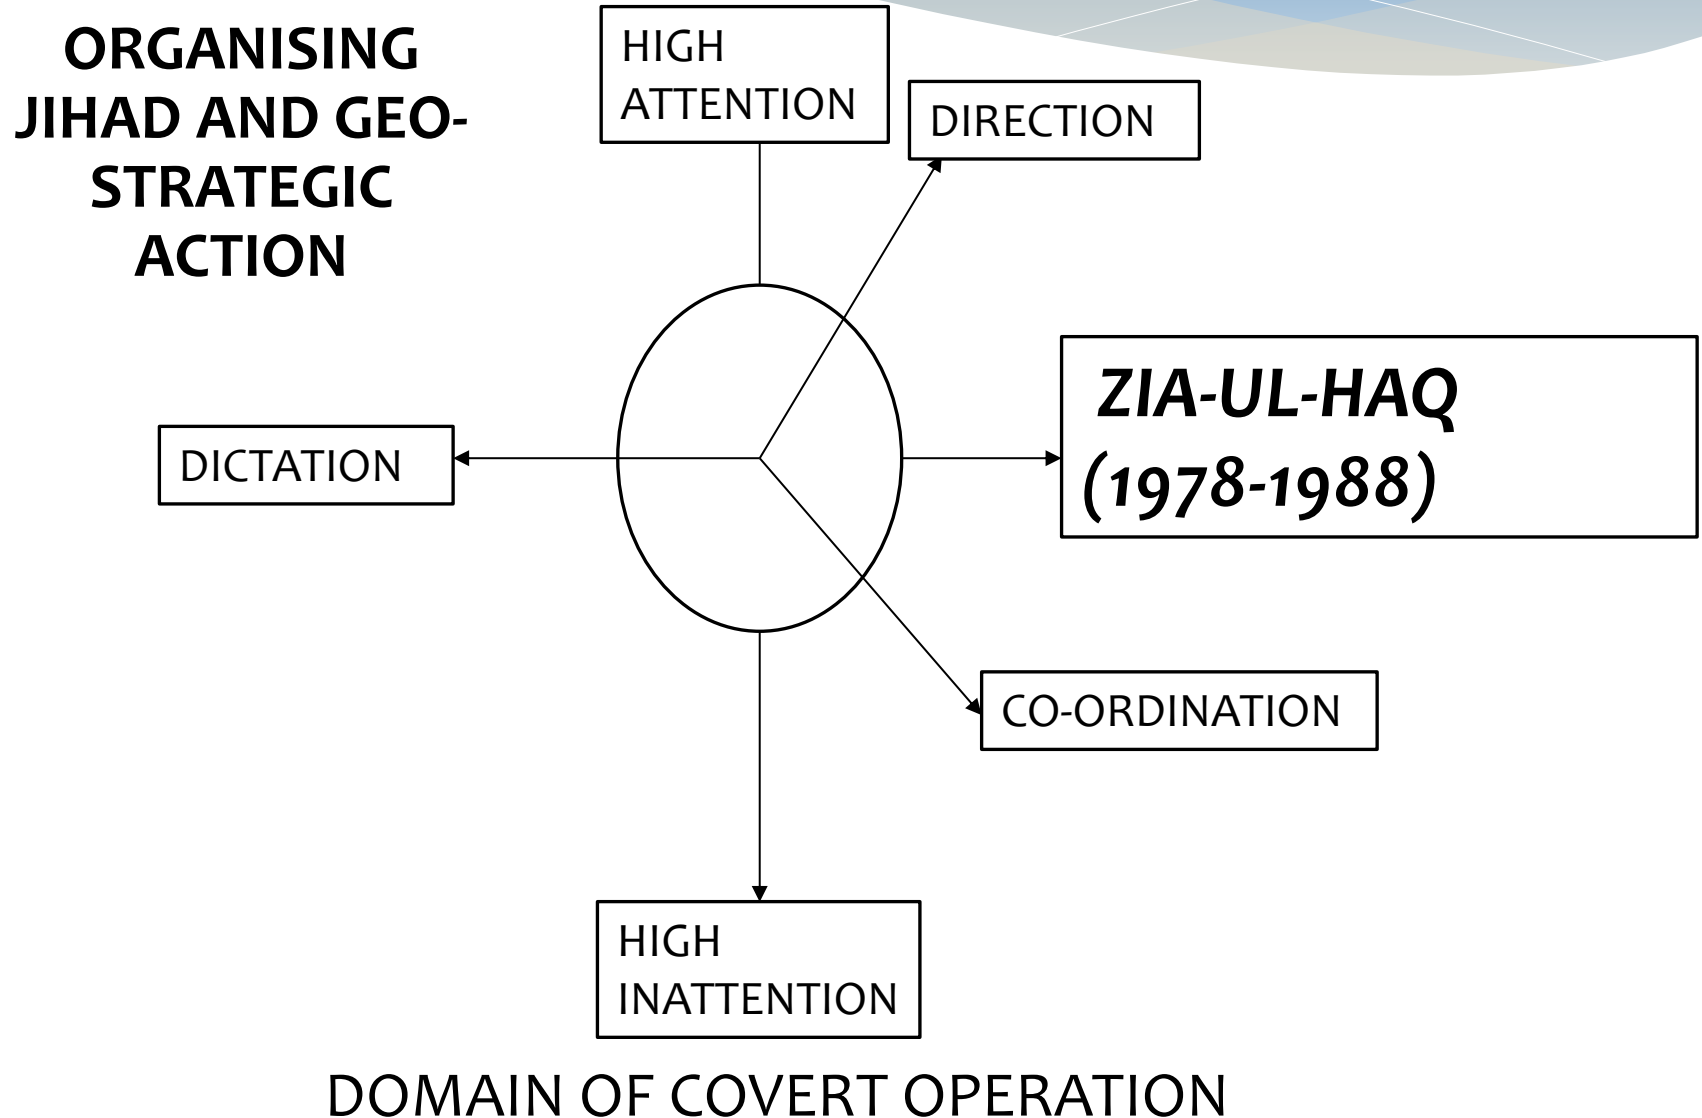 ORGANISING
JIHAD AND GEO-
STRATEGIC
ACTION
HIGH
ATTENTION
DIRECTION
ZIA-UL-HAQ
(1978-1988)
DICTATION
CO-ORDINATION
HIGH
INATTENTION
DOMAIN OF COVERT OPERATION